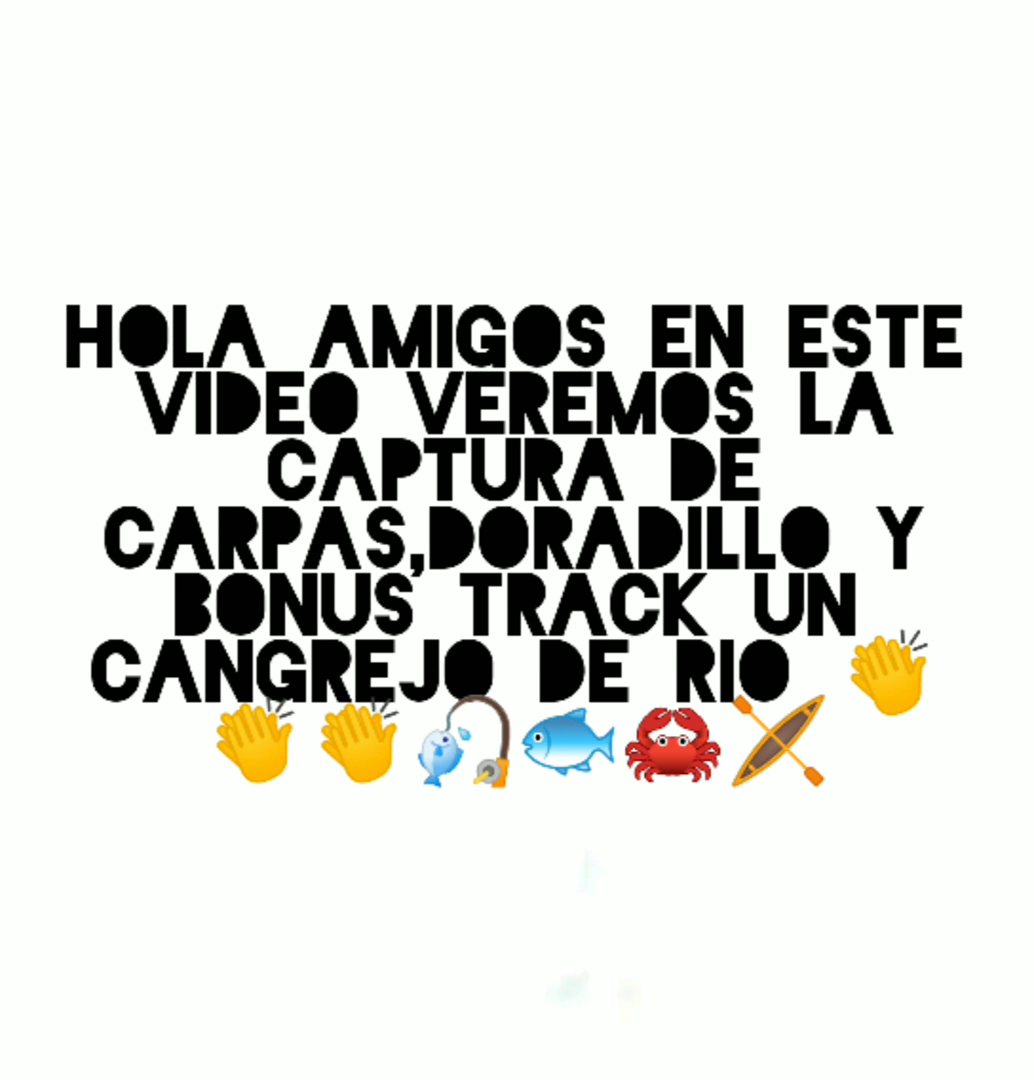 HOLA AMIGOS EN ESTE
VIDEO VEREMOS LA
CAPTURA DE
CARPAS,DORADILLO Y
BONUS TRACK UN
CANGREJO DE RIO 👏
👏👏🎣🐟🦀🛶